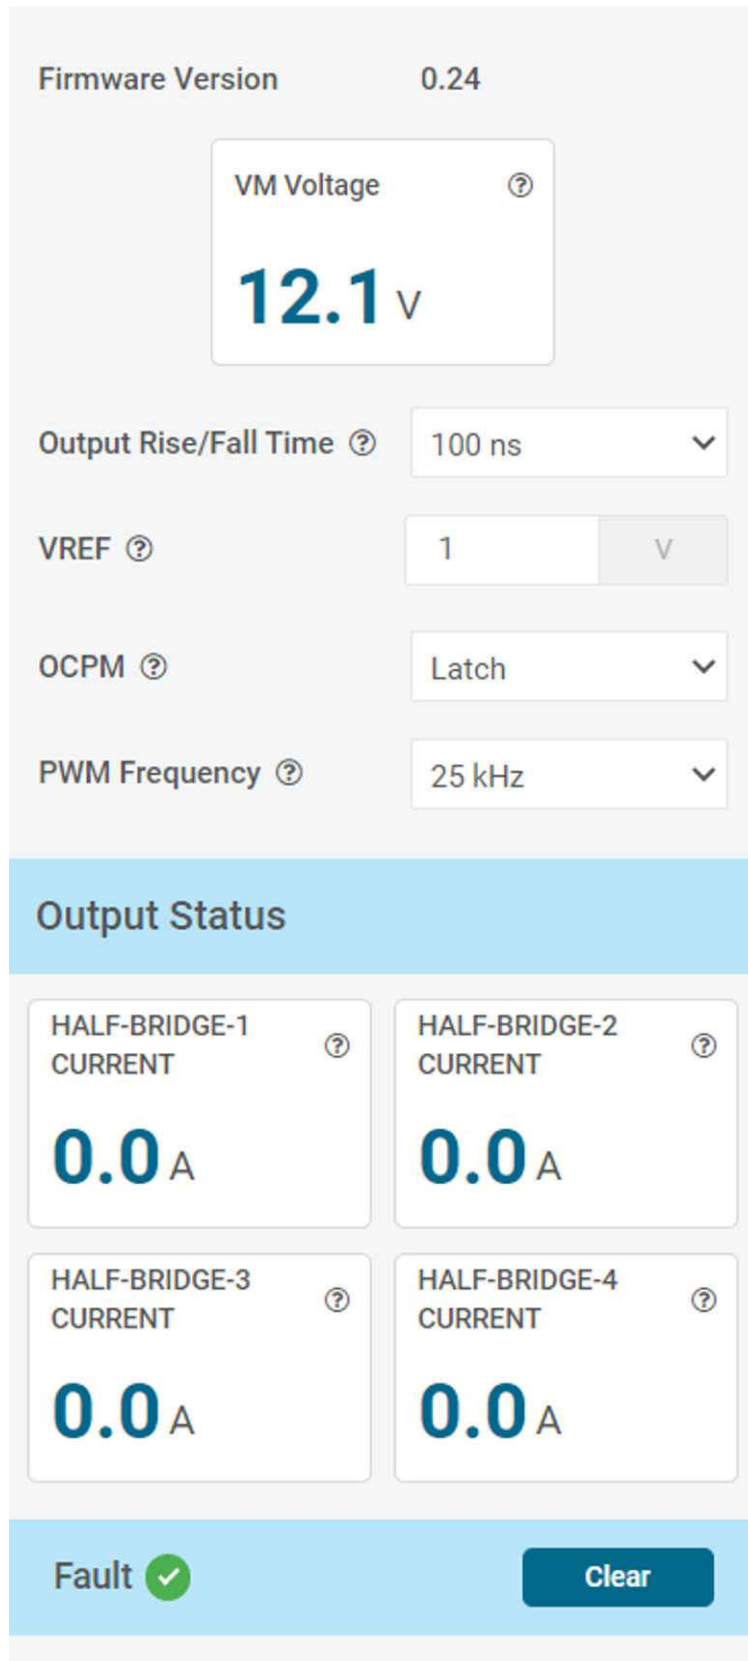 Firmware Version 0.24
VM Voltage
12.1 V
Output Rise/Fall Time 100 ns
VREF 1 V
OCPM Latch
PWM Frequency 25 kHz
Output Status
HALF-BRIDGE-1
CURRENT
0.0 A
HALF-BRIDGE-2
CURRENT
0.0 A
HALF-BRIDGE-3
CURRENT
0.0 A
HALF-BRIDGE-4
CURRENT
0.0 A
Fault Clear